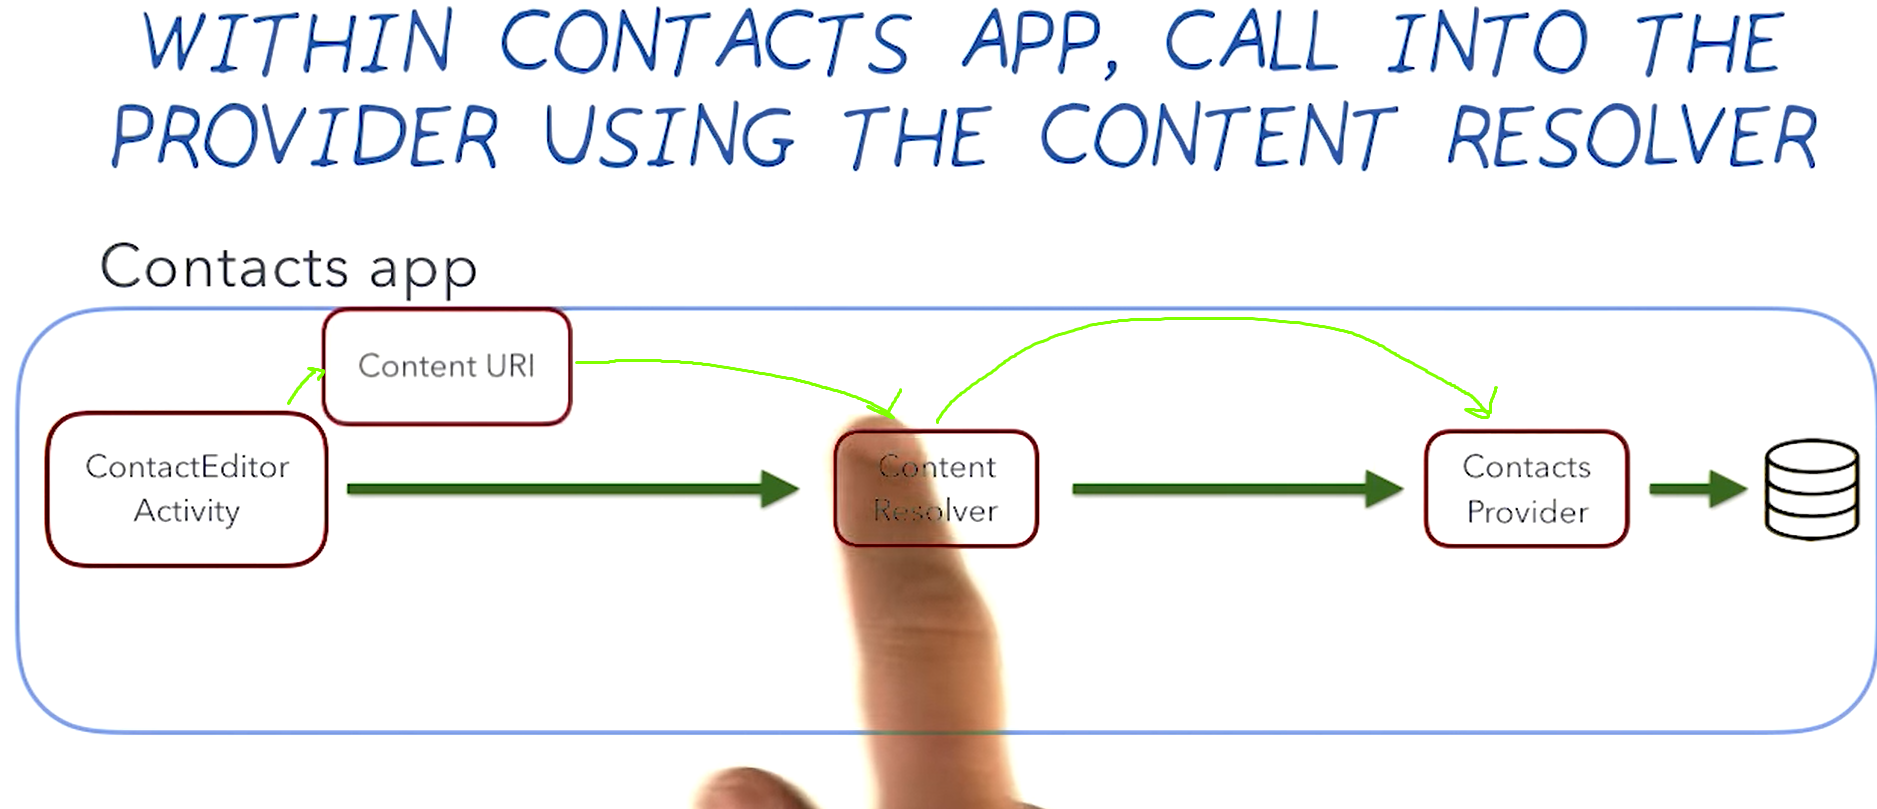 WITHIN CONTACTS APP, CALL INTO THE
PROVIDER USING THE CONTENT RESOLVER
Contacts app
Content URI
ContactEditor
Activity
Content
Resolver
Contacts
Provider